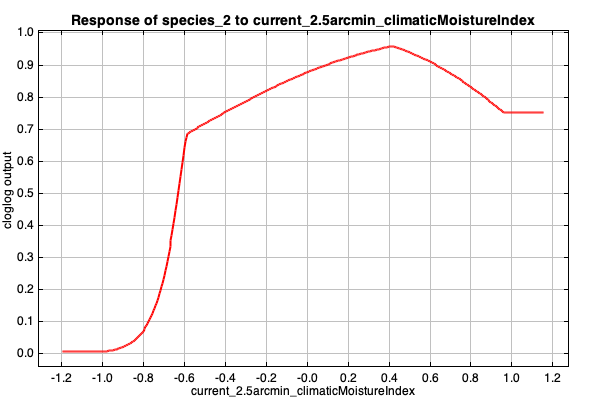 Response of species_2 to current_2.5arcmin_climaticMoistureIndex
1.0
0.9
0.8
0.7
0.6
0.5
0.4
0.3
0.2
0.1
0.0
cloglog output
-1.2 -1.0 -0.8 -0.6 -0.4 -0.2 -0.0 0.2 0.4 0.6 0.8 1.0 1.2
current_2.5arcmin_climaticMoistureIndex